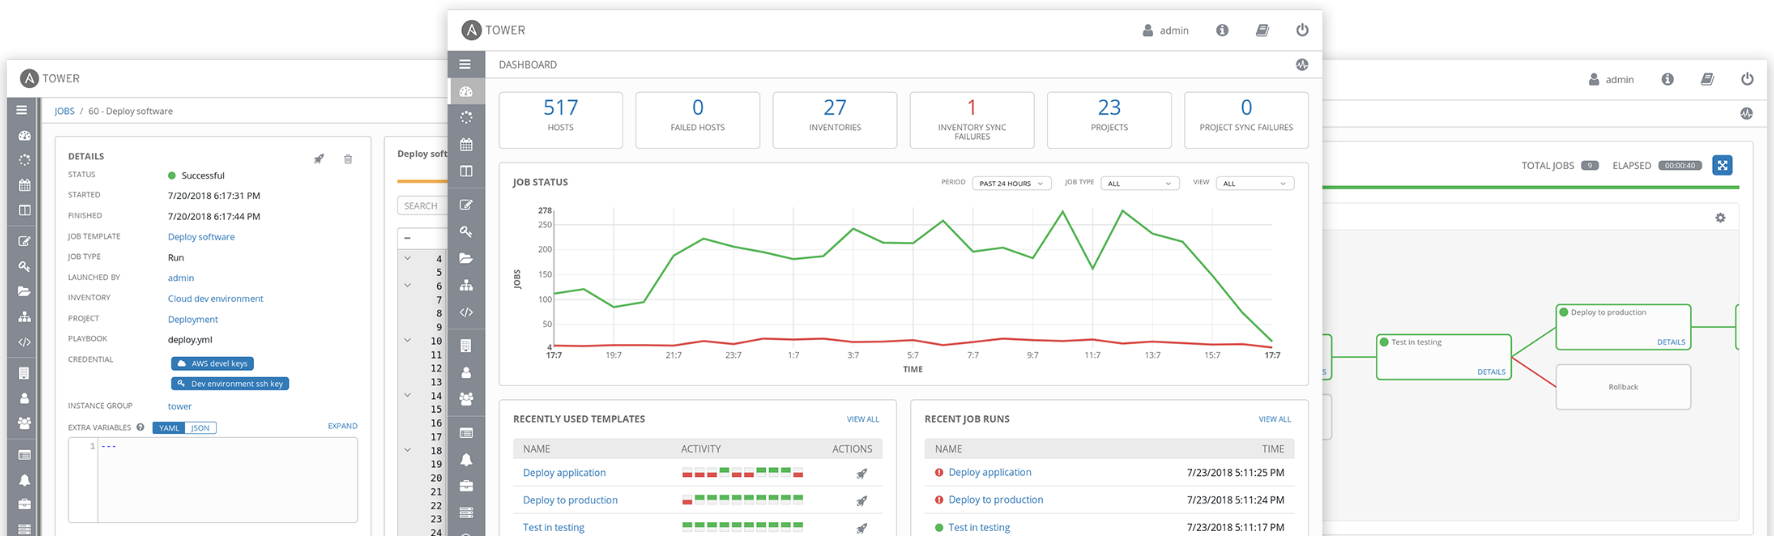 TOWER
JOBS / 60 - Deploy software
DETAILS
STATUS Successful
STARTED 7/20/2018 6:17:31 PM
FINISHED 7/20/2018 6:17:44 PM
JOB TEMPLATE Deploy software
JOB TYPE Run
LAUNCHED BY admin
INVENTORY Cloud dev environment
PROJECT Deployment
PLAYBOOK deploy.yml
CREDENTIAL AWS devel keys
Dev environment ssh key
INSTANCE GROUP tower
EXTRA VARIABLES YAML JSON EXPAND
1 ---
Deploy soft
SEARCH
4
5
6
7
8
9
10
11
12
13
14
15
16
17
18
19
20
21
22
23
24
TOWER admin
DASHBOARD
517 0 27 1 23 0
HOSTS FAILED HOSTS INVENTORIES INVENTORY SYNC PROJECTS PROJECT SYNC FAILURES
FAILURES
JOB STATUS PERIOD PAST 24 HOURS JOB TYPE ALL VIEW ALL
278
250
200
150
100
50
4
JOBS
17:7 19:7 21:7 23:7 1:7 3:7 5:7 7:7 9:7 11:7 13:7 15:7 17:7
TIME
RECENTLY USED TEMPLATES VIEW ALL
NAME ACTIVITY ACTIONS
Deploy application
Deploy to production
Test in testing
RECENT JOB RUNS VIEW ALL
NAME TIME
Deploy application 7/23/2018 5:11:25 PM
Deploy to production 7/23/2018 5:11:24 PM
Test in testing 7/23/2018 5:11:17 PM
admin
TOTAL JOBS 9 ELAPSED 00:00:40
S
Test in testing
DETAILS
Deploy to production
DETAILS
Rollback